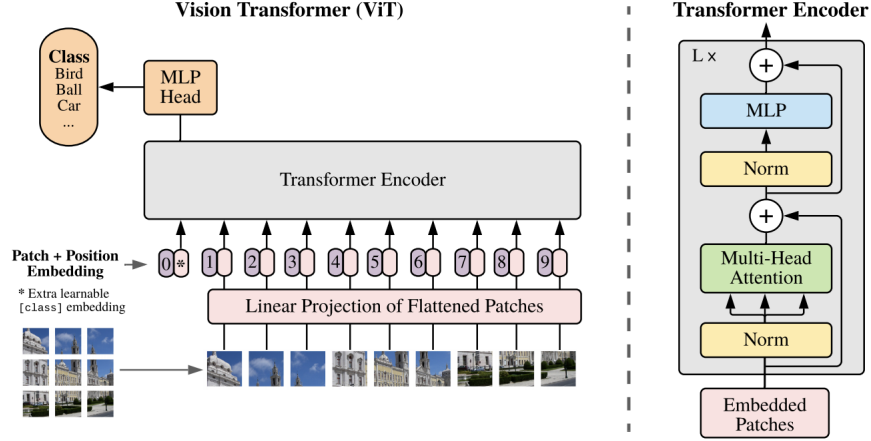 Vision Transformer (ViT)
Class
Bird
Ball
Car
...
MLP
Head
Transformer Encoder
Patch + Position
Embedding
0 *
1
2
3
4
5
6
7
8
9
* Extra learnable
[class] embedding
Linear Projection of Flattened Patches
Transformer Encoder
L ×
+
MLP
Norm
+
Multi-Head
Attention
Norm
Embedded
Patches